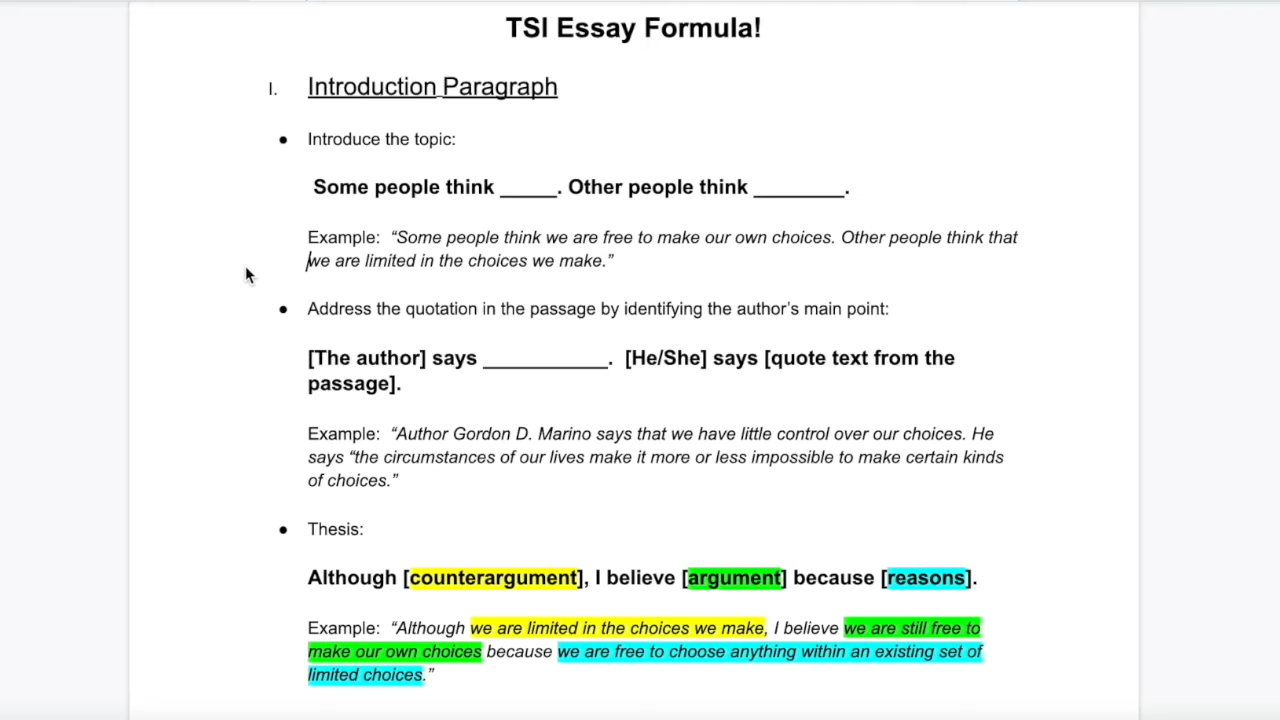 TSI Essay Formula!
I. Introduction Paragraph
● Introduce the topic:
Some people think _____. Other people think ________.
Example: “Some people think we are free to make our own choices. Other people think that
we are limited in the choices we make.”
● Address the quotation in the passage by identifying the author’s main point:
[The author] says ___________. [He/She] says [quote text from the
passage].
Example: “Author Gordon D. Marino says that we have little control over our choices. He
says “the circumstances of our lives make it more or less impossible to make certain kinds
of choices.”
● Thesis:
Although [counterargument], I believe [argument] because [reasons].
Example: “Although we are limited in the choices we make, I believe we are still free to
make our own choices because we are free to choose anything within an existing set of
limited choices.”